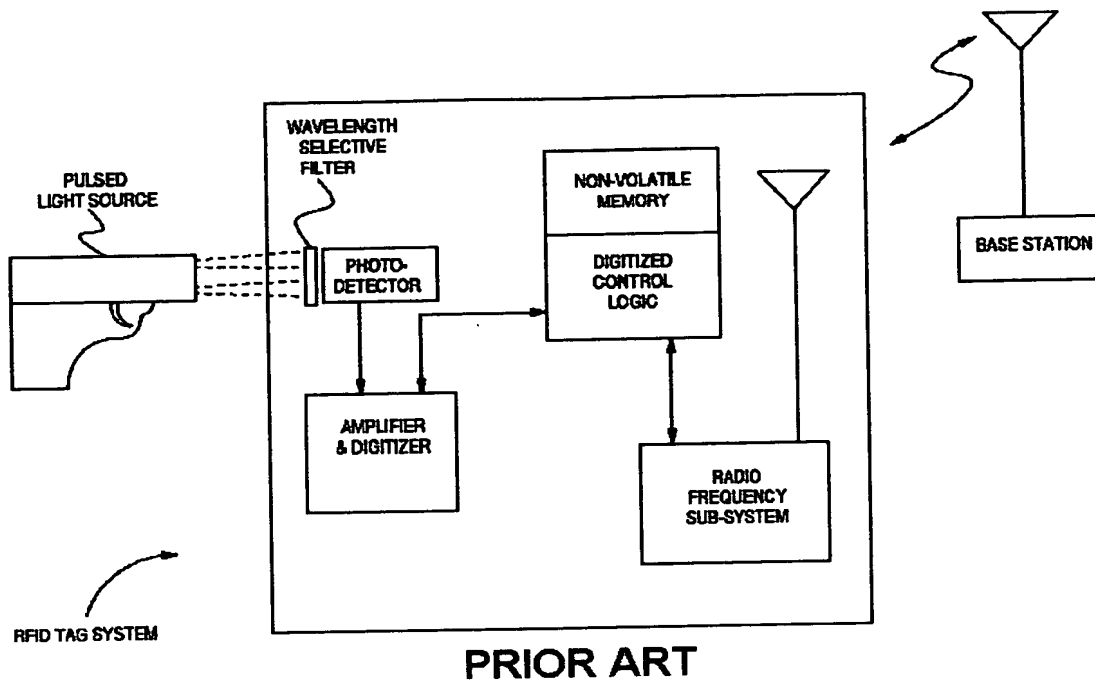 WAVELENGTH
SELECTIVE
FILTER
PULSED
LIGHT SOURCE
PHOTO-
DETECTOR
NON-VOLATILE
MEMORY
DIGITIZED
CONTROL
LOGIC
BASE STATION
AMPLIFIER
& DIGITIZER
RADIO
FREQUENCY
SUB-SYSTEM
RFID TAG SYSTEM
PRIOR ART